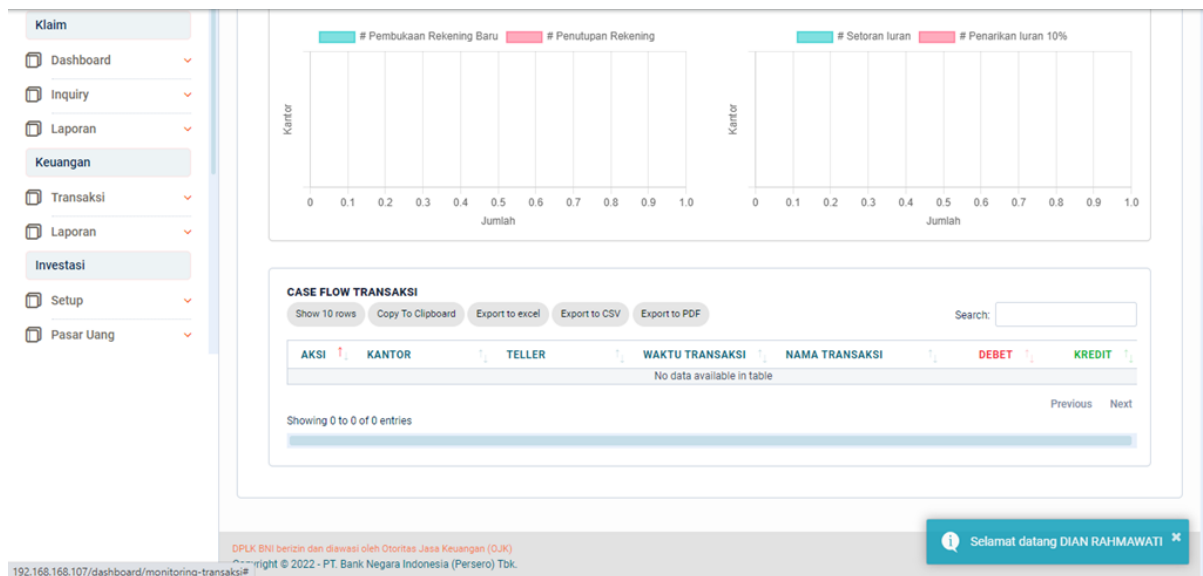 Klaim
Dashboard
Inquiry
Laporan
Keuangan
Transaksi
Laporan
Investasi
Setup
Pasar Uang
# Pembukaan Rekening Baru # Penutupan Rekening
Kantor
0 0.1 0.2 0.3 0.4 0.5 0.6 0.7 0.8 0.9 1.0
Jumlah
# Setoran Iuran # Penarikan Iuran 10%
Kantor
0 0.1 0.2 0.3 0.4 0.5 0.6 0.7 0.8 0.9 1.0
Jumlah
CASE FLOW TRANSAKSI
Show 10 rows Copy To Clipboard Export to excel Export to CSV Export to PDF Search:
AKSI KANTOR TELLER WAKTU TRANSAKSI NAMA TRANSAKSI DEBET KREDIT
No data available in table
Previous Next
Showing 0 to 0 of 0 entries
Selamat datang DIAN RAHMAWATI ×
DPLK BNI berizin dan diawasi oleh Otoritas Jasa Keuangan (OJK)
right © 2022 - PT. Bank Negara Indonesia (Persero) Tbk.
192.168.168.107/dashboard/monitoring-transaksi#